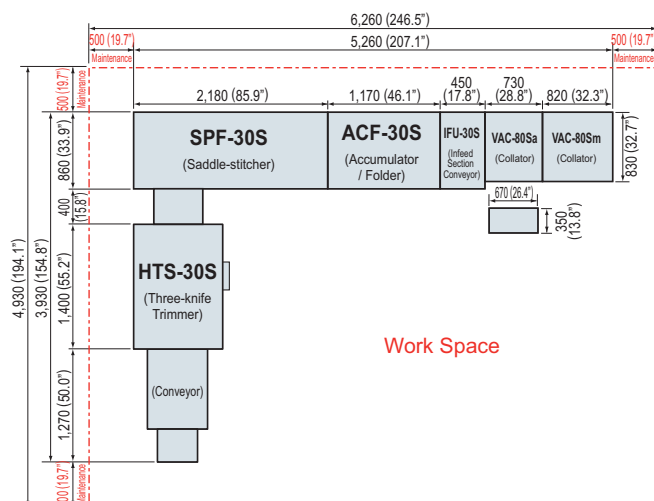 6,260 (246.5”)
500 (19.7”)
Maintenance
5,260 (207.1”)
500 (19.7”)
Maintenance
500 (19.7”)
Maintenance
2,180 (85.9”)
1,170 (46.1”)
450
(17.8”)
730
(28.8”)
820 (32.3”)
SPF-30S
(Saddle-stitcher)
ACF-30S
(Accumulator
/ Folder)
IFU-30S
(Infeed
Section
Conveyor)
VAC-80Sa
(Collator)
VAC-80Sm
(Collator)
860 (33.9”)
830 (32.7”)
400
(15.8”)
670 (26.4”)
350
(13.8”)
4,930 (194.1”)
3,930 (154.8”)
1,400 (55.2”)
HTS-30S
(Three-knife
Trimmer)
Work Space
1,270 (50.0”)
(Conveyor)
(19.7”)
Maintenance